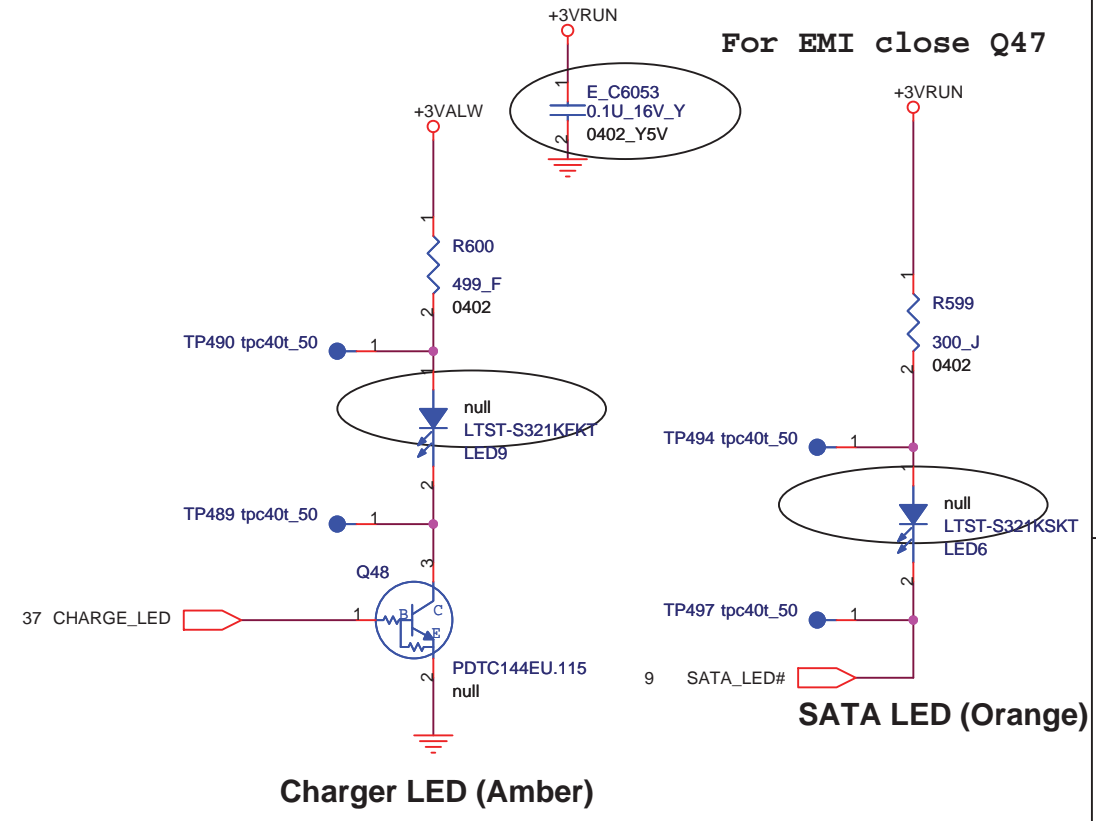 +3VRUN
For EMI close Q47
1
E_C6053
0.1U_16V_Y
0402_Y5V
2
+3VALW
1
R600
499_F
0402
2
TP490 tpc40t_50
1
1
null
LTST-S321KFKT
LED9
2
TP489 tpc40t_50
1
3
Q48
37 CHARGE_LED
1
B
C
E
PDTC144EU.115
null
2
Charger LED (Amber)
+3VRUN
1
R599
300_J
0402
2
TP494 tpc40t_50
1
1
null
LTST-S321KSKT
LED6
2
TP497 tpc40t_50
1
9 SATA_LED#
SATA LED (Orange)